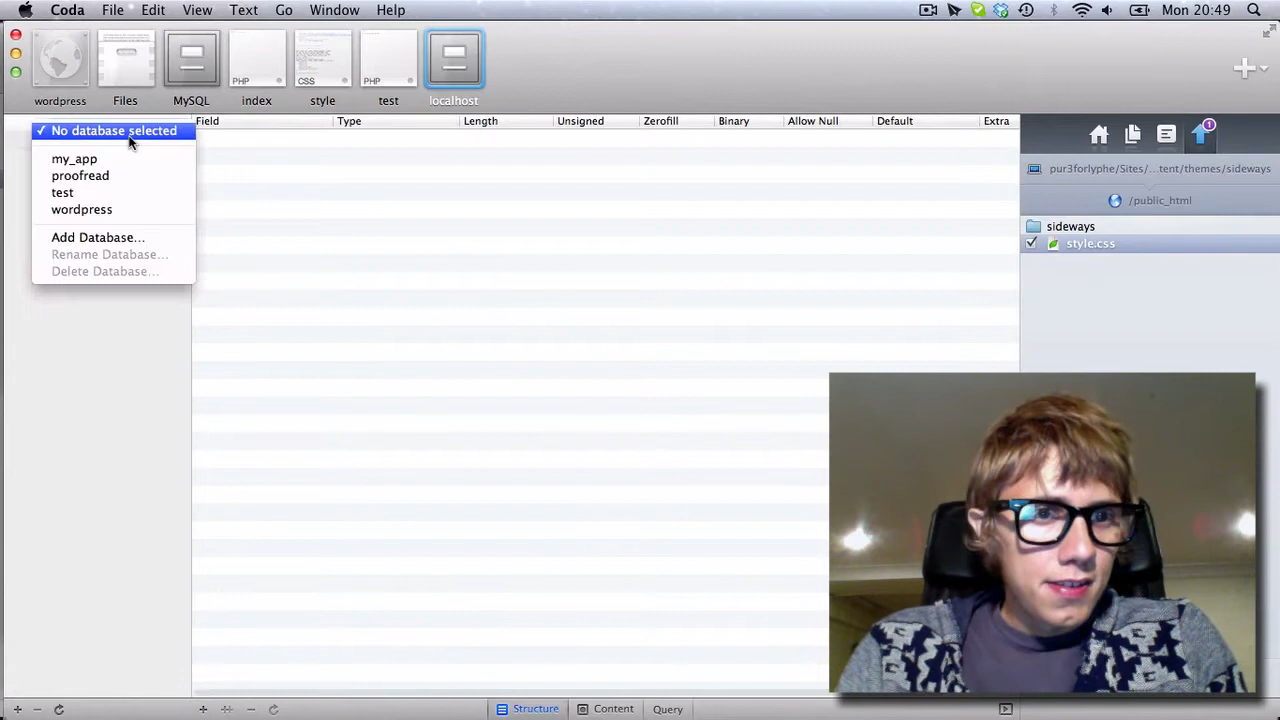 Coda File Edit View Text Go Window Help Mon 20:49
PHP CSS PHP
wordpress Files MySQL index style test localhost
Field Type Length Unsigned Zerofill Binary Allow Null Default Extra
1
✓ No database selected
my_app
proofread
test
wordpress
Add Database...
Rename Database...
Delete Database...
pur3forlyphe/Sites/...tent/themes/sideways
/public_html
sideways
style.css
Structure Content Query